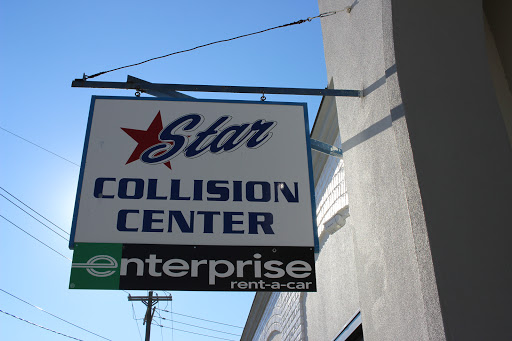 Star
COLLISION
CENTER
enterprise
rent-a-car